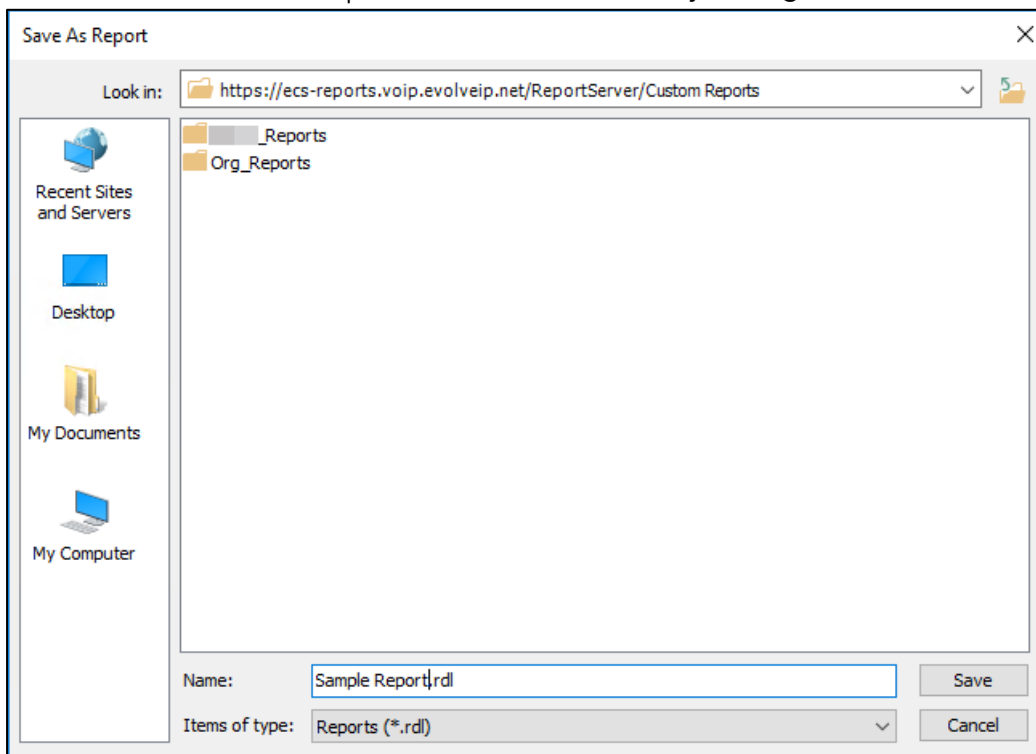 Save As Report
Look in:
https://ecs-reports.voip.evolveip.net/ReportServer/Custom Reports
_Reports
Org_Reports
Recent Sites
and Servers
Desktop
My Documents
My Computer
Name:
Sample Report.rdl
Save
Items of type:
Reports (*.rdl)
Cancel